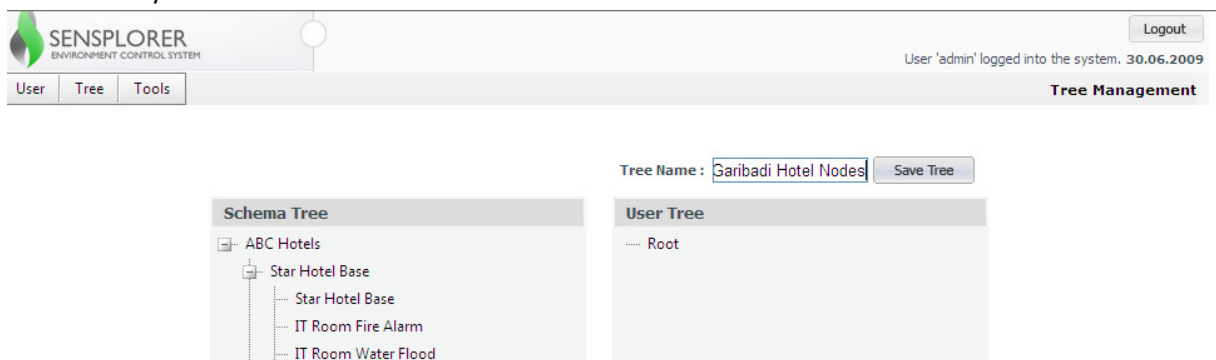 SENSPLORER
ENVIRONMENT CONTROL SYSTEM
Logout
User 'admin' logged into the system. 30.06.2009
User Tree Tools
Tree Management
Tree Name : Garibadi Hotel Nodes Save Tree
Schema Tree
ABC Hotels
Star Hotel Base
Star Hotel Base
IT Room Fire Alarm
IT Room Water Flood
User Tree
Root